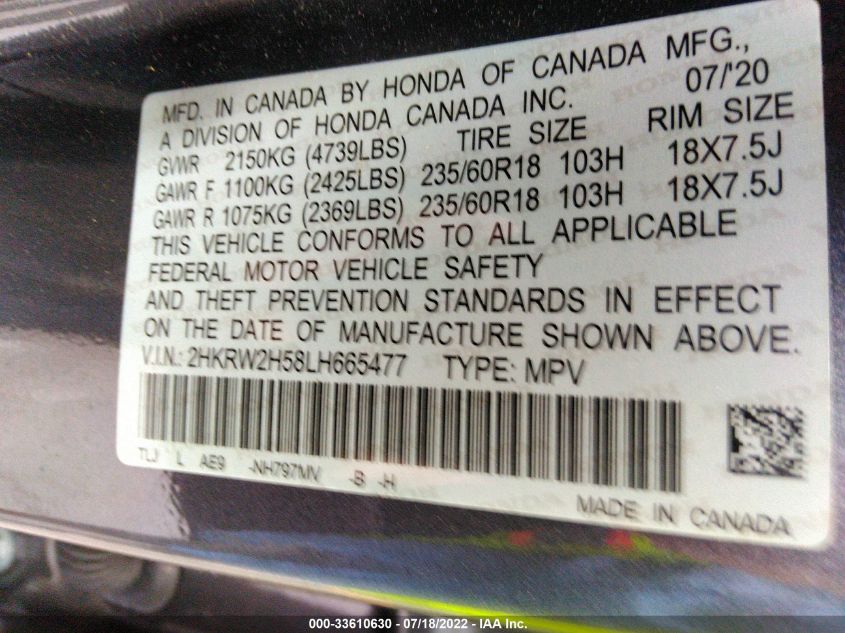 MFD. IN CANADA BY HONDA OF CANADA MFG.,
A DIVISION OF HONDA CANADA INC. 07/'20
GVWR 2150KG (4739LBS) TIRE SIZE RIM SIZE
GAWR F 1100KG (2425LBS) 235/60R18 103H 18X7.5J
GAWR R 1075KG (2369LBS) 235/60R18 103H 18X7.5J
THIS VEHICLE CONFORMS TO ALL APPLICABLE
FEDERAL MOTOR VEHICLE SAFETY
AND THEFT PREVENTION STANDARDS IN EFFECT
ON THE DATE OF MANUFACTURE SHOWN ABOVE.
V.I.N.: 2HKRW2H58LH665477 TYPE: MPV
TLJ L AE9 -NH797MV -B -H
MADE IN CANADA
000-33610630 - 07/18/2022 - IAA Inc.